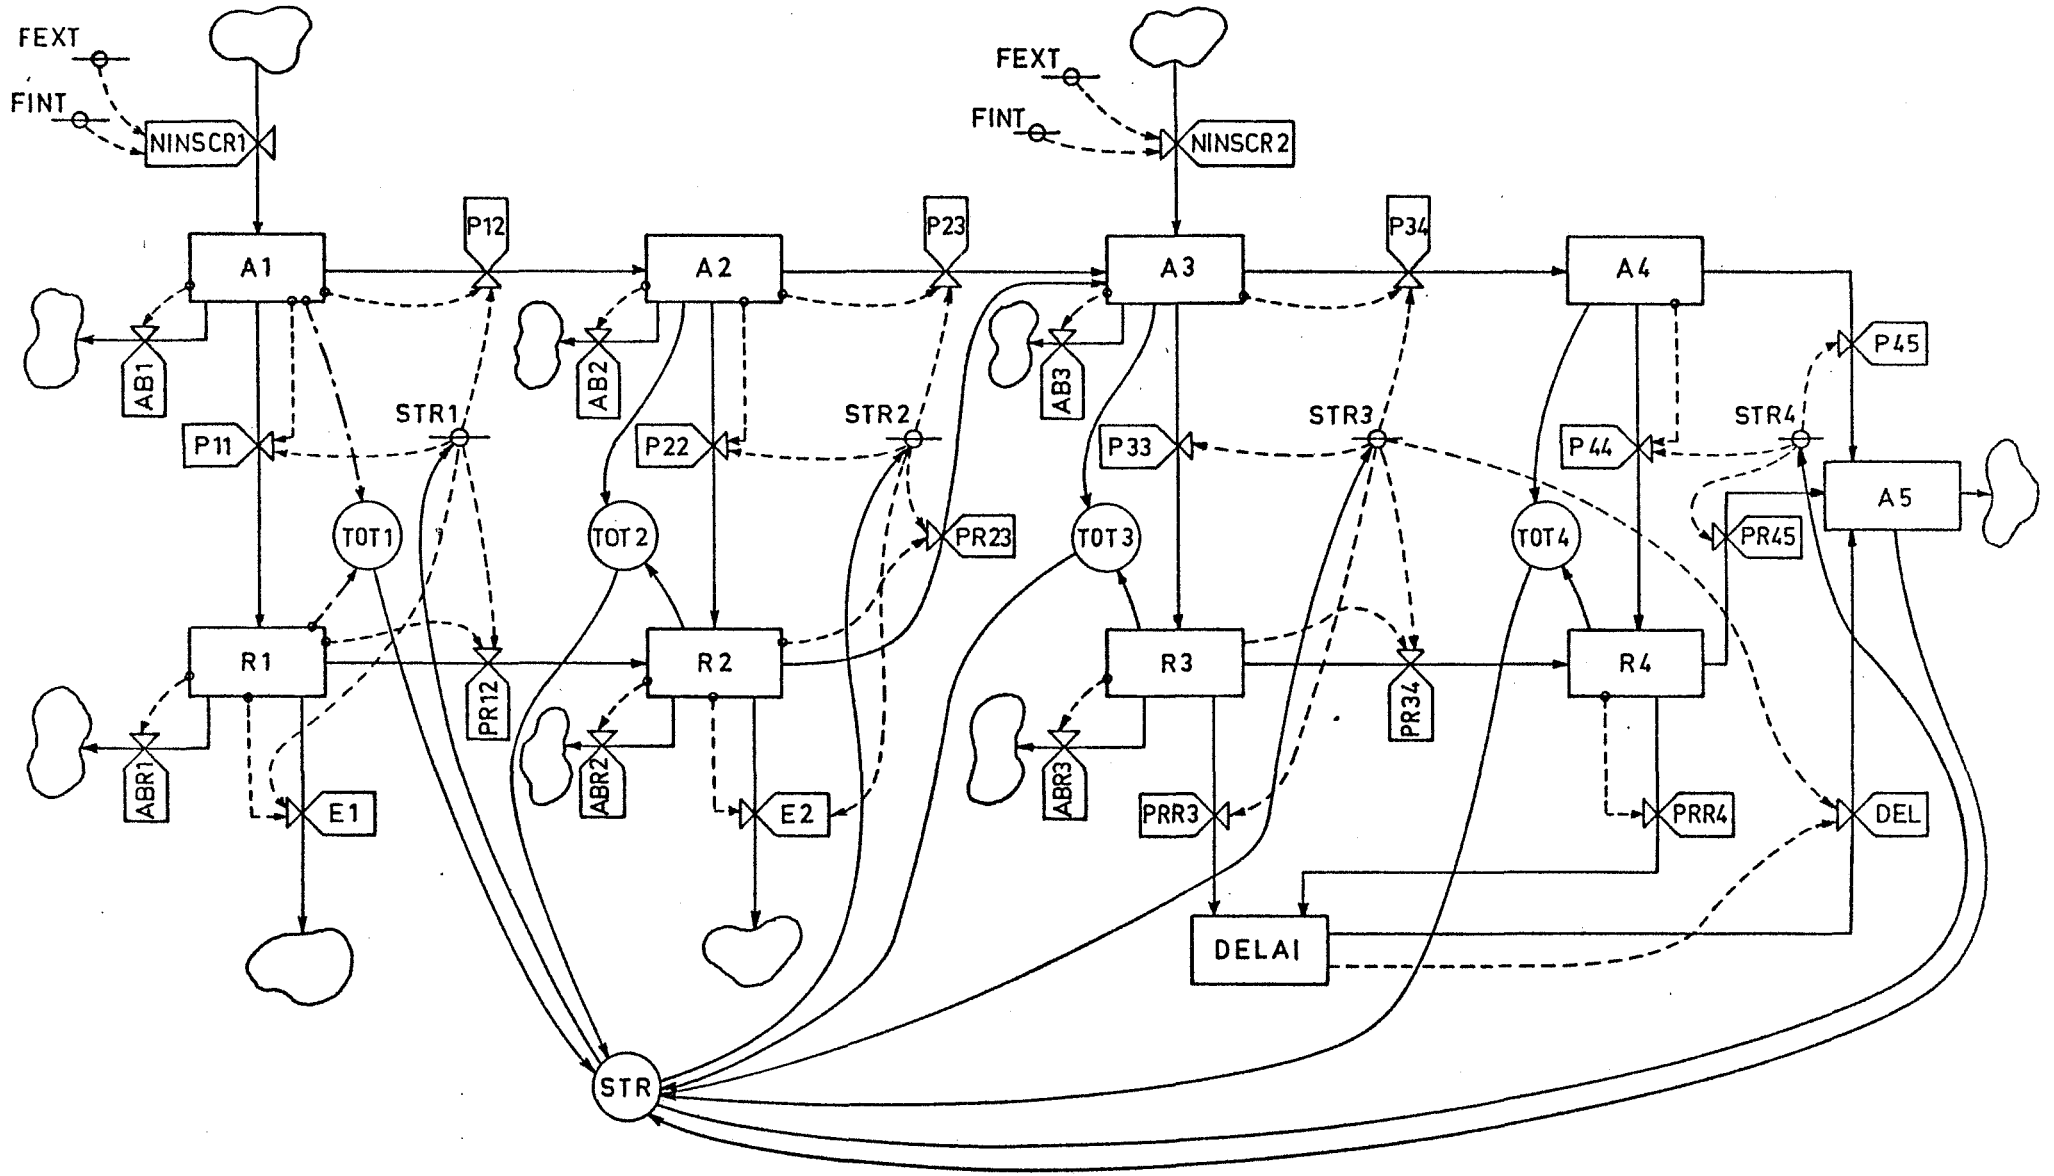 FEXT
FINT
NINSCR1
FEXT
FINT
NINSCR2
P12
P23
P34
A1
A2
A3
A4
P45
AB1
AB2
AB3
STR1
STR2
STR3
STR4
P11
P22
P33
P44
A5
TOT1
TOT2
PR23
TOT3
TOT4
PR45
R1
R2
R3
R4
PR12
PR34
ABR1
ABR2
ABR3
E1
E2
PRR3
PRR4
DEL
DELAI
STR